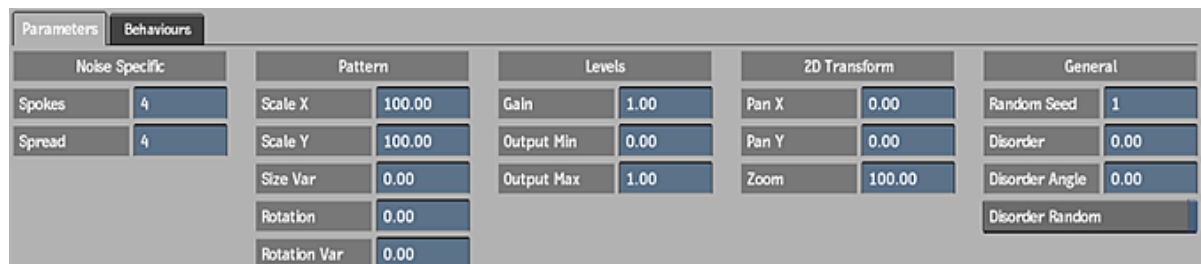 Parameters Behaviours
Noise Specific Pattern Levels 2D Transform General
Spokes 4 Scale X 100.00 Gain 1.00 Pan X 0.00 Random Seed 1
Spread 4 Scale Y 100.00 Output Min 0.00 Pan Y 0.00 Disorder 0.00
Size Var 0.00 Output Max 1.00 Zoom 100.00 Disorder Angle 0.00
Rotation 0.00 Disorder Random
Rotation Var 0.00